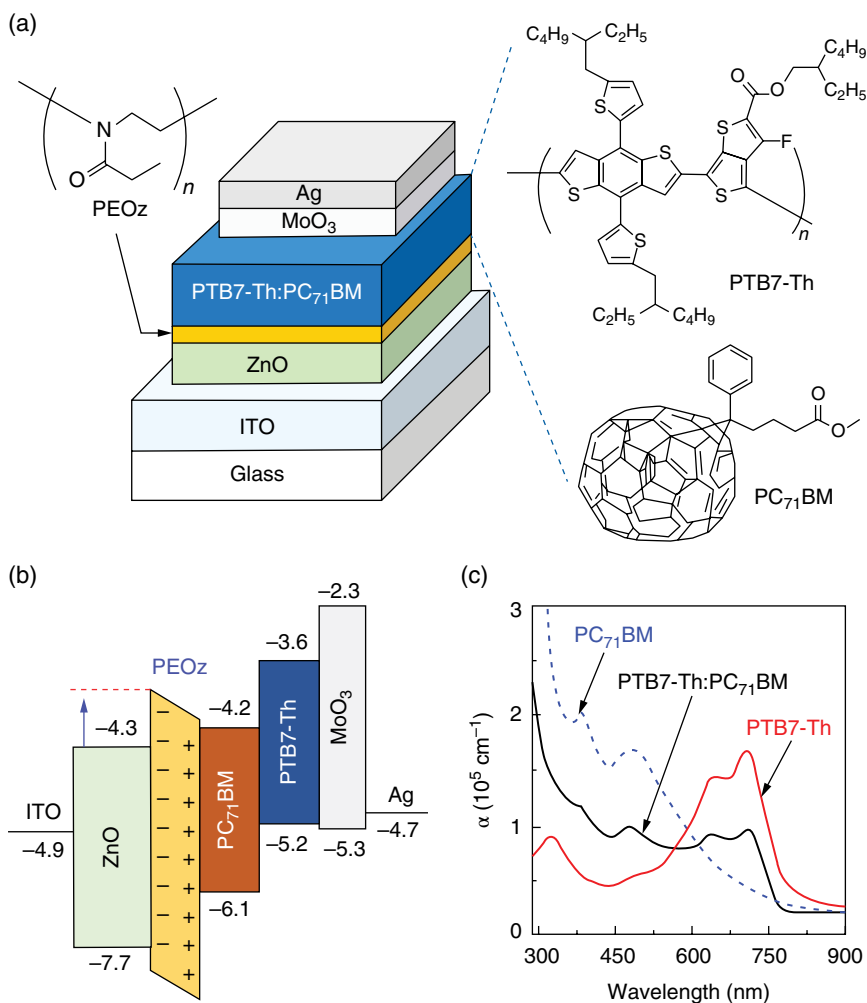 (a)
C₄H₉
C₂H₅
S
O
O
C₄H₉
C₂H₅
S
F
S
S
S
S
n
C₂H₅
C₄H₉
PTB7-Th
N
O
n
PEOz
Ag
MoO₃
PTB7-Th:PC₇₁BM
ZnO
ITO
Glass
O
O
PC₇₁BM
(b)
−2.3
−3.6
PEOz
−4.2
−4.3
ITO
−4.9
ZnO
− − − − − − − − −
+ + + + + + + + +
PC₇₁BM
PTB7-Th
MoO₃
Ag
−4.7
−5.2
−5.3
−6.1
−7.7
(c)
3
2
1
0
α (10⁵ cm⁻¹)
PC₇₁BM
PTB7-Th:PC₇₁BM
PTB7-Th
300 450 600 750 900
Wavelength (nm)